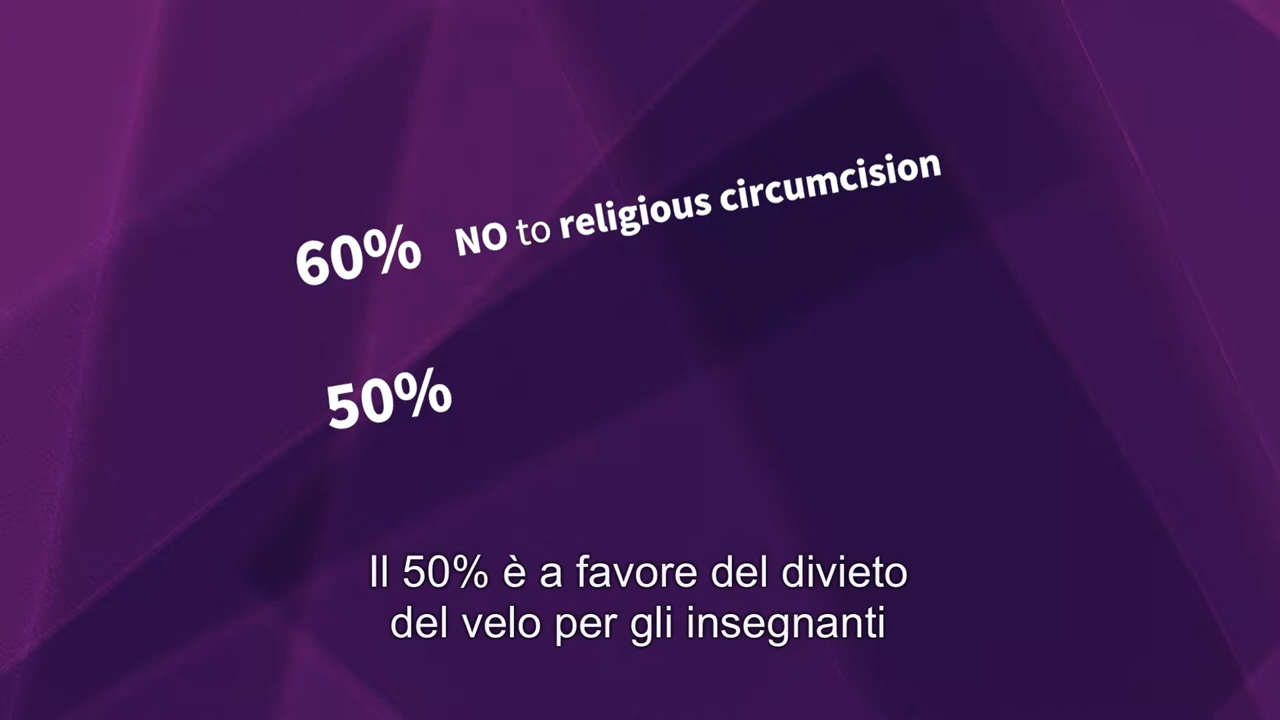 60% NO to religious circumcision
50%
Il 50% è a favore del divieto
del velo per gli insegnanti